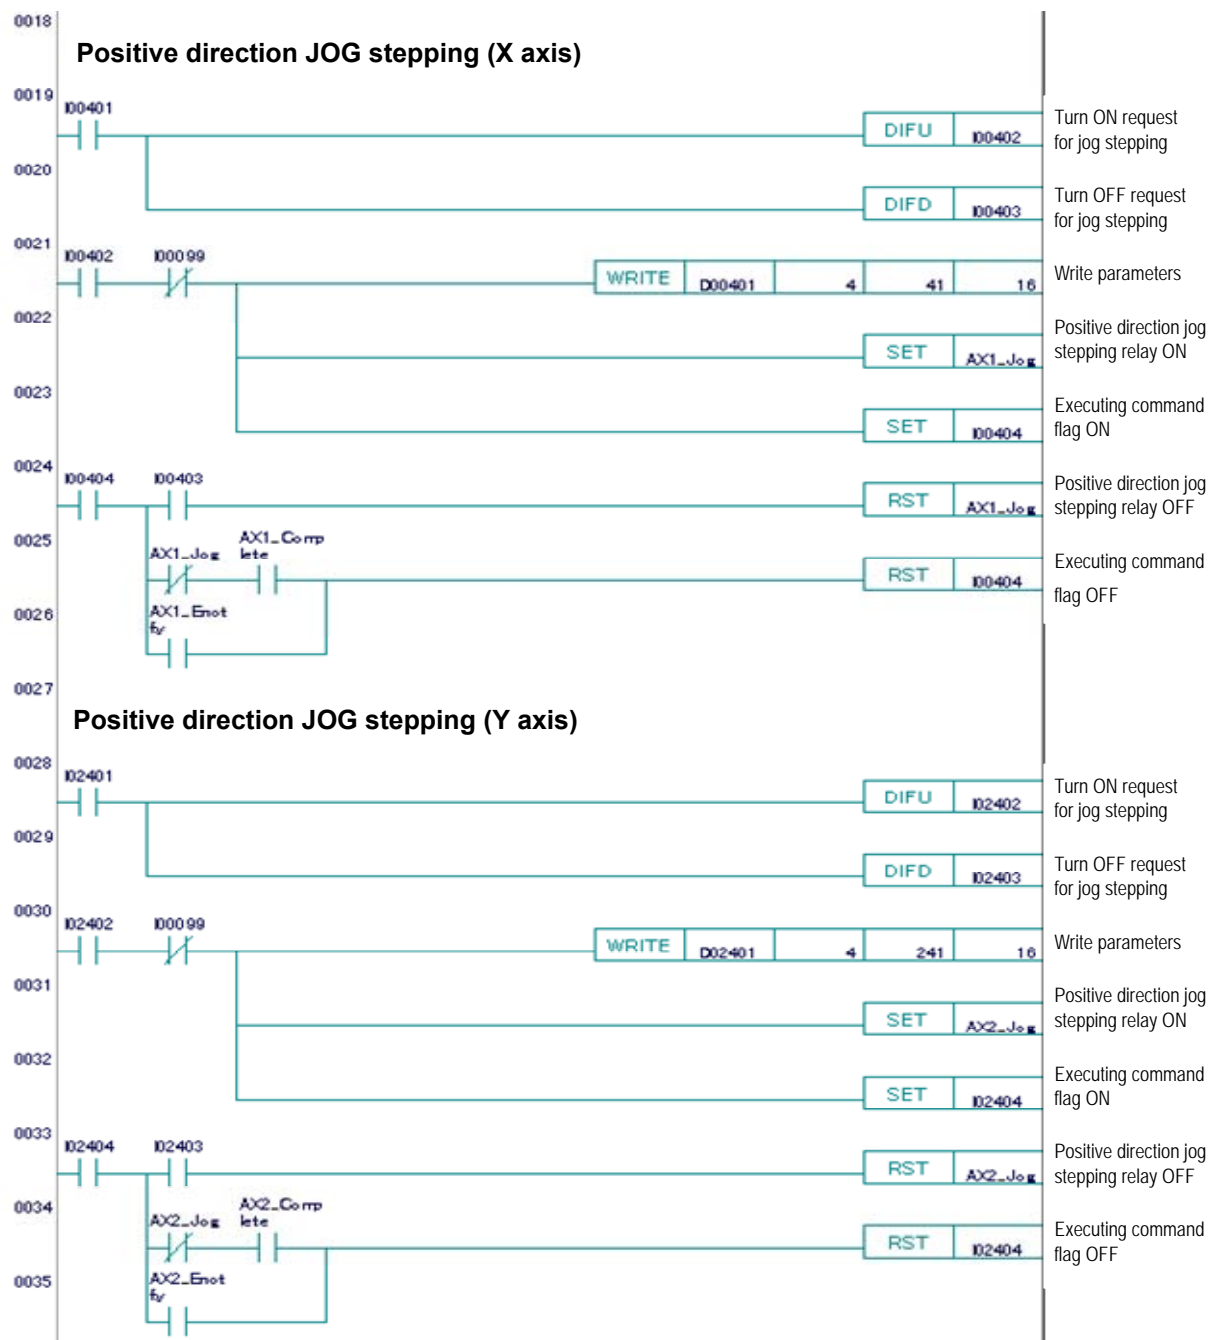 0018
Positive direction JOG stepping (X axis)
0019
I00401
DIFU I00402
Turn ON request
for jog stepping
0020
DIFD I00403
Turn OFF request
for jog stepping
0021
I00402 I00099
WRITE D00401 4 41 16
Write parameters
0022
SET AX1_Jog
Positive direction jog
stepping relay ON
0023
SET I00404
Executing command
flag ON
0024
I00404 I00403
RST AX1_Jog
Positive direction jog
stepping relay OFF
0025
AX1_Jog AX1_Comp
lete
RST I00404
Executing command
flag OFF
0026
AX1_Enot
fy
0027
Positive direction JOG stepping (Y axis)
0028
I02401
DIFU I02402
Turn ON request
for jog stepping
0029
DIFD I02403
Turn OFF request
for jog stepping
0030
I02402 I00099
WRITE D02401 4 241 16
Write parameters
0031
SET AX2_Jog
Positive direction jog
stepping relay ON
0032
SET I02404
Executing command
flag ON
0033
I02404 I02403
RST AX2_Jog
Positive direction jog
stepping relay OFF
0034
AX2_Jog AX2_Comp
lete
RST I02404
Executing command
flag OFF
0035
AX2_Enot
fy